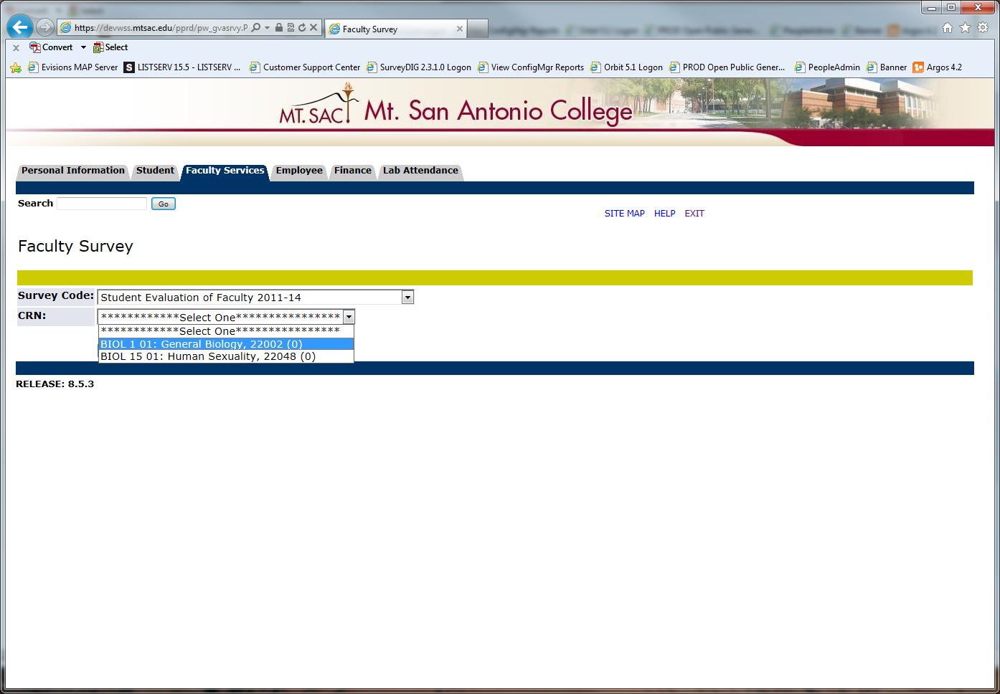 https://devwss.mtsac.edu/pprd/pw_gvasrvy.P
Faculty Survey
x Convert Select
Evisions MAP Server LISTSERV 15.5 - LISTSERV ... Customer Support Center SurveyDIG 2.3.1.0 Logon View ConfigMgr Reports Orbit 5.1 Logon PROD Open Public Gener... PeopleAdmin Banner Argos 4.2
MT. SAC Mt. San Antonio College
Personal Information Student Faculty Services Employee Finance Lab Attendance
Search Go
SITE MAP HELP EXIT
Faculty Survey
Survey Code: Student Evaluation of Faculty 2011-14
CRN: ************Select One****************
************Select One****************
BIOL 1 01: General Biology, 22002 (0)
BIOL 15 01: Human Sexuality, 22048 (0)
RELEASE: 8.5.3